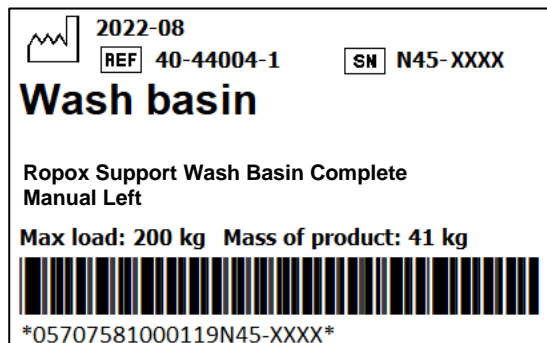 2022-08
REF 40-44004-1 SN N45-XXXX
Wash basin
Ropox Support Wash Basin Complete
Manual Left
Max load: 200 kg Mass of product: 41 kg
*05707581000119N45-XXXX*